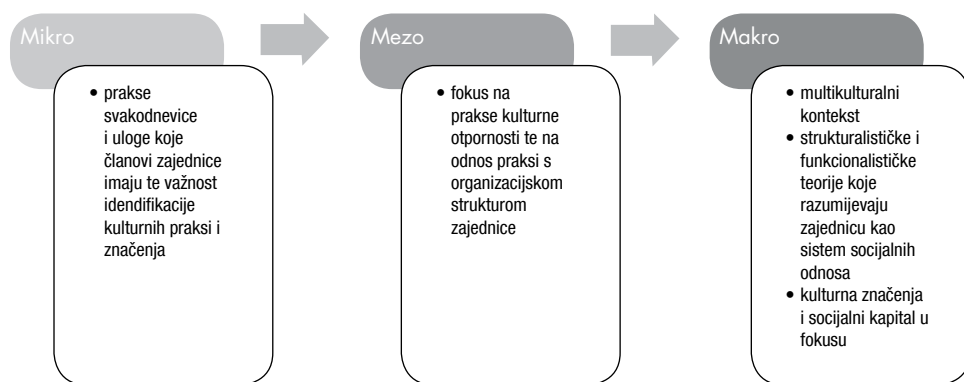 Mikro
• prakse
svakodnevice
i uloge koje
članovi zajednice
imaju te važnost
idendifikacije
kulturnih praksi i
značenja
Mezo
• fokus na
prakse kulturne
otpornosti te na
odnos praksi s
organizacijskom
strukturom
zajednice
Makro
• multikulturalni
kontekst
• strukturalističke i
funkcionalističke
teorije koje
razumijevaju
zajednicu kao
sistem socijalnih
odnosa
• kulturna značenja
i socijalni kapital u
fokusu